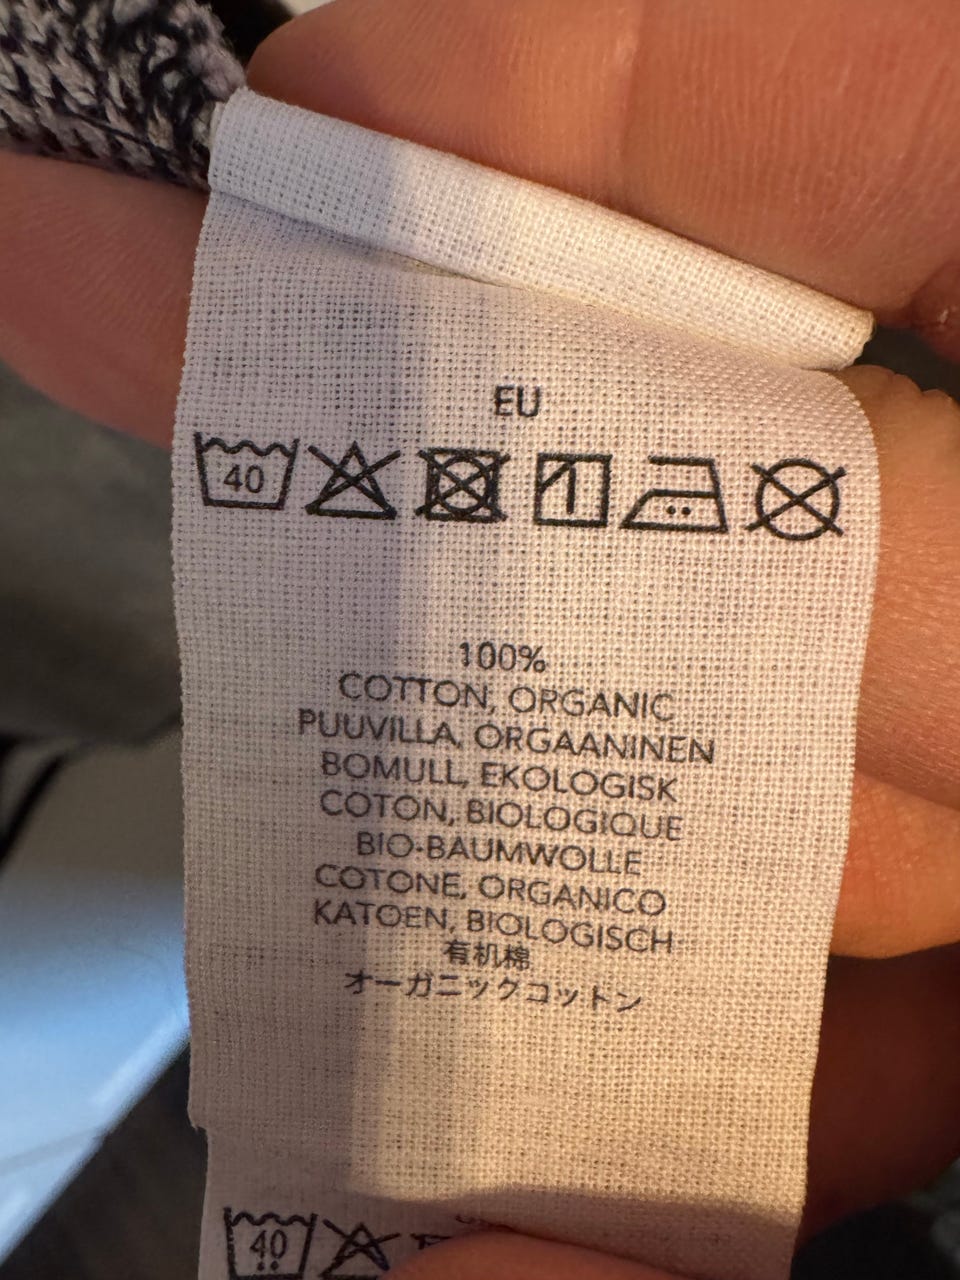 EU
40
100%
COTTON, ORGANIC
PUUVILLA, ORGAANINEN
BOMULL, EKOLOGISK
COTON, BIOLOGIQUE
BIO-BAUMWOLLE
COTONE, ORGANICO
KATOEN, BIOLOGISCH
有机棉
オーガニックコットン
40